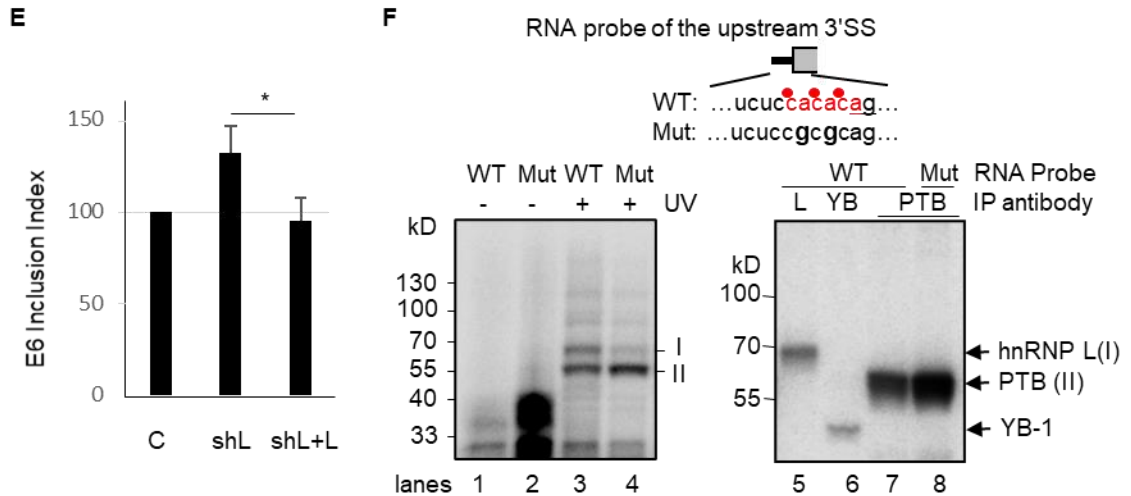 E
E6 Inclusion Index
150
100
50
0
C shL shL+L
*
F
RNA probe of the upstream 3'SS
WT: ...ucuccacacag...
Mut: ...ucuccgcgcag...
WT Mut WT Mut
- - + + UV
kD
130
100
70
55
40
33
I
II
lanes 1 2 3 4
WT Mut RNA Probe
L YB PTB IP antibody
kD
100
70
55
hnRNP L(I)
PTB (II)
YB-1
5 6 7 8